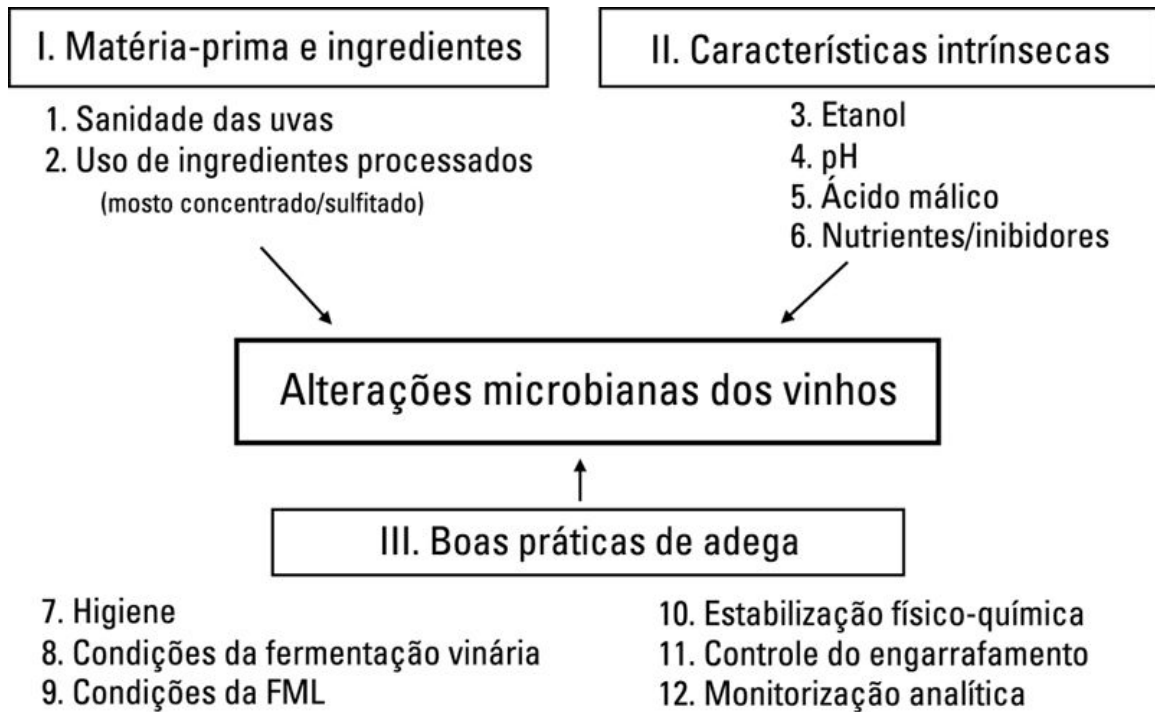 I. Matéria-prima e ingredientes
1. Sanidade das uvas
2. Uso de ingredientes processados
(mosto concentrado/sulfitado)
II. Características intrínsecas
3. Etanol
4. pH
5. Ácido málico
6. Nutrientes/inibidores
Alterações microbianas dos vinhos
III. Boas práticas de adega
7. Higiene
8. Condições da fermentação vinária
9. Condições da FML
10. Estabilização físico-química
11. Controle do engarrafamento
12. Monitorização analítica